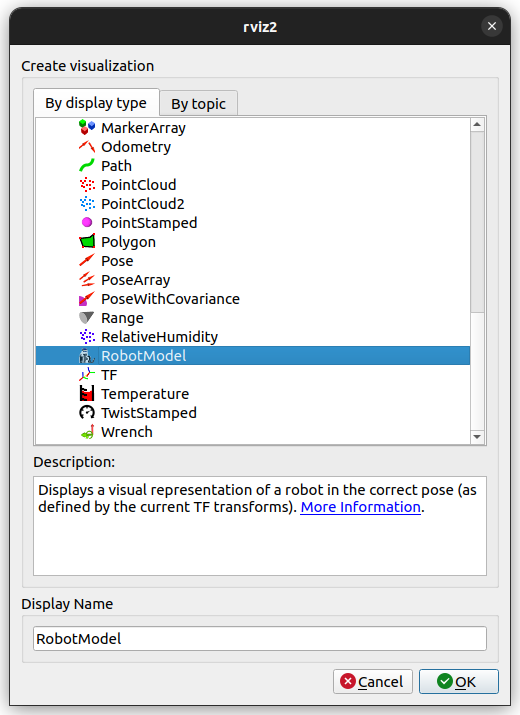 rviz2
Create visualization
By display type
By topic
MarkerArray
Odometry
Path
PointCloud
PointCloud2
PointStamped
Polygon
Pose
PoseArray
PoseWithCovariance
Range
RelativeHumidity
RobotModel
TF
Temperature
TwistStamped
Wrench
Description:
Displays a visual representation of a robot in the correct pose (as
defined by the current TF transforms). More Information.
Display Name
RobotModel
Cancel
OK